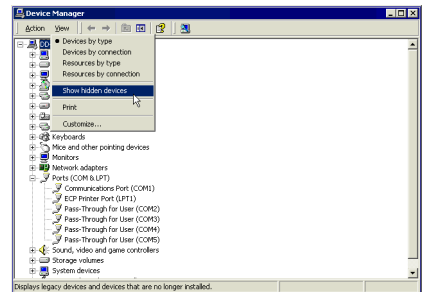 Device Manager
Action View
Devices by type
Devices by connection
Resources by type
Resources by connection
Show hidden devices
Print
Customize...
Keyboards
Mice and other pointing devices
Monitors
Network adapters
Ports (COM & LPT)
Communications Port (COM1)
ECP Printer Port (LPT1)
Pass-Through for User (COM2)
Pass-Through for User (COM3)
Pass-Through for User (COM4)
Pass-Through for User (COM5)
Sound, video and game controllers
Storage volumes
System devices
Displays legacy devices and devices that are no longer installed.